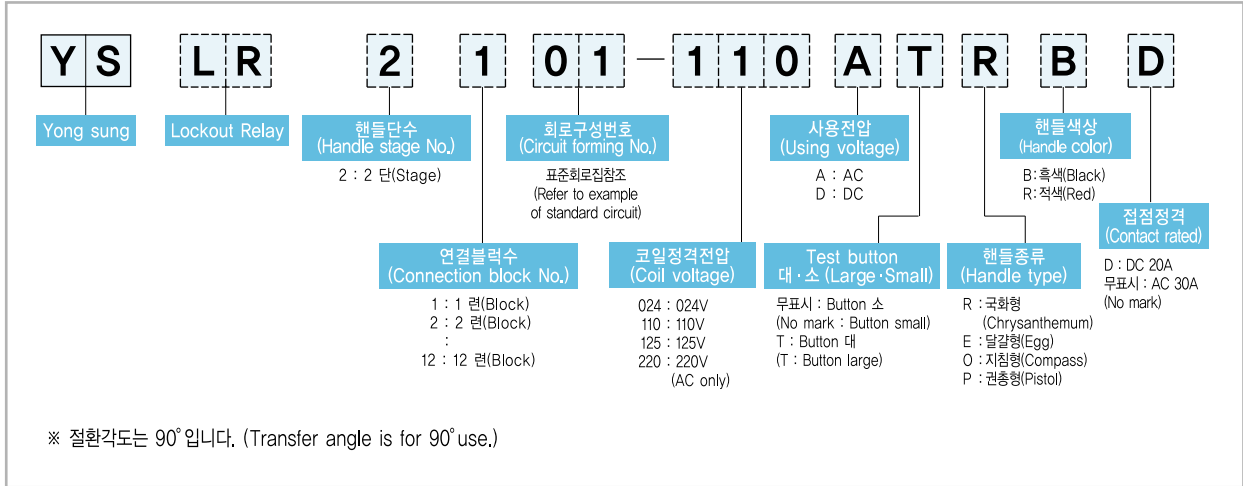 YS LR 2 1 01 - 110 A T R B D
Yong sung
Lockout Relay
핸들단수
(Handle stage No.)
2 : 2 단(Stage)
회로구성번호
(Circuit forming No.)
표준회로집참조
(Refer to example
of standard circuit)
사용전압
(Using voltage)
A : AC
D : DC
핸들색상
(Handle color)
B:흑색(Black)
R:적색(Red)
연결블럭수
(Connection block No.)
1 : 1 련(Block)
2 : 2 련(Block)
:
12 : 12 련(Block)
코일정격전압
(Coil voltage)
024 : 024V
110 : 110V
125 : 125V
220 : 220V
(AC only)
Test button
대·소 (Large·Small)
무표시 : Button 소
(No mark : Button small)
T : Button 대
(T : Button large)
핸들종류
(Handle type)
R : 국화형
(Chrysanthemum)
E : 달걀형(Egg)
O : 지침형(Compass)
P : 권총형(Pistol)
접점정격
(Contact rated)
D : DC 20A
무표시 : AC 30A
(No mark)
※ 절환각도는 90°입니다. (Transfer angle is for 90°use.)